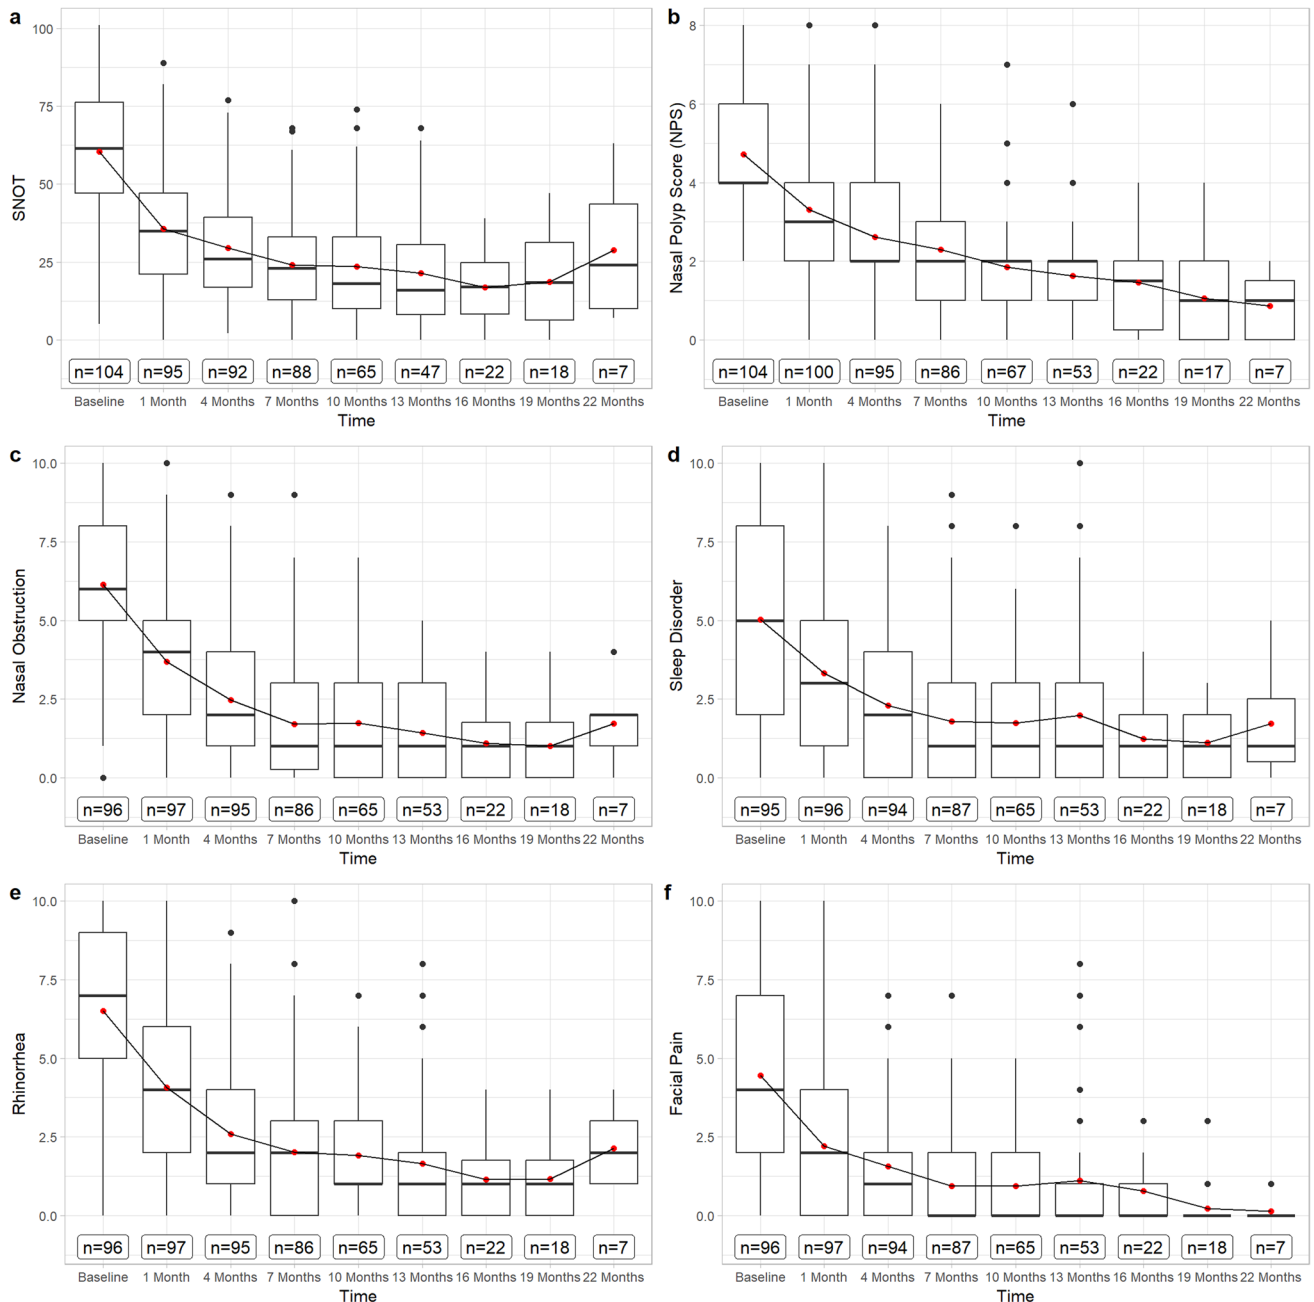 a
SNOT
100
75
50
25
0
n=104 n=95 n=92 n=88 n=65 n=47 n=22 n=18 n=7
Baseline 1 Month 4 Months 7 Months 10 Months 13 Months 16 Months 19 Months 22 Months
Time
b
Nasal Polyp Score (NPS)
8
6
4
2
0
n=104 n=100 n=95 n=86 n=67 n=53 n=22 n=17 n=7
Baseline 1 Month 4 Months 7 Months 10 Months 13 Months 16 Months 19 Months 22 Months
Time
c
Nasal Obstruction
10.0
7.5
5.0
2.5
0.0
n=96 n=97 n=95 n=86 n=65 n=53 n=22 n=18 n=7
Baseline 1 Month 4 Months 7 Months 10 Months 13 Months 16 Months 19 Months 22 Months
Time
d
Sleep Disorder
10.0
7.5
5.0
2.5
0.0
n=95 n=96 n=94 n=87 n=65 n=53 n=22 n=18 n=7
Baseline 1 Month 4 Months 7 Months 10 Months 13 Months 16 Months 19 Months 22 Months
Time
e
Rhinorrhea
10.0
7.5
5.0
2.5
0.0
n=96 n=97 n=95 n=86 n=65 n=53 n=22 n=18 n=7
Baseline 1 Month 4 Months 7 Months 10 Months 13 Months 16 Months 19 Months 22 Months
Time
f
Facial Pain
10.0
7.5
5.0
2.5
0.0
n=96 n=97 n=94 n=87 n=65 n=53 n=22 n=18 n=7
Baseline 1 Month 4 Months 7 Months 10 Months 13 Months 16 Months 19 Months 22 Months
Time